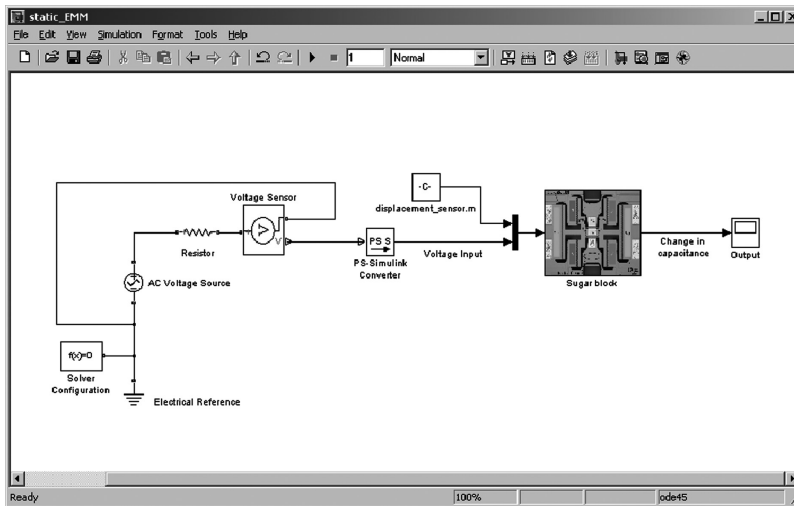 static_EMM
File Edit View Simulation Format Tools Help
1 Normal
Voltage Sensor
-C-
displacement_sensor.m
V
PS S
Resistor
PS-Simulink
Converter
Voltage Input
Change in
capacitance
Output
AC Voltage Source
Sugar block
f(x)=0
Solver
Configuration
Electrical Reference
Ready 100% ode45